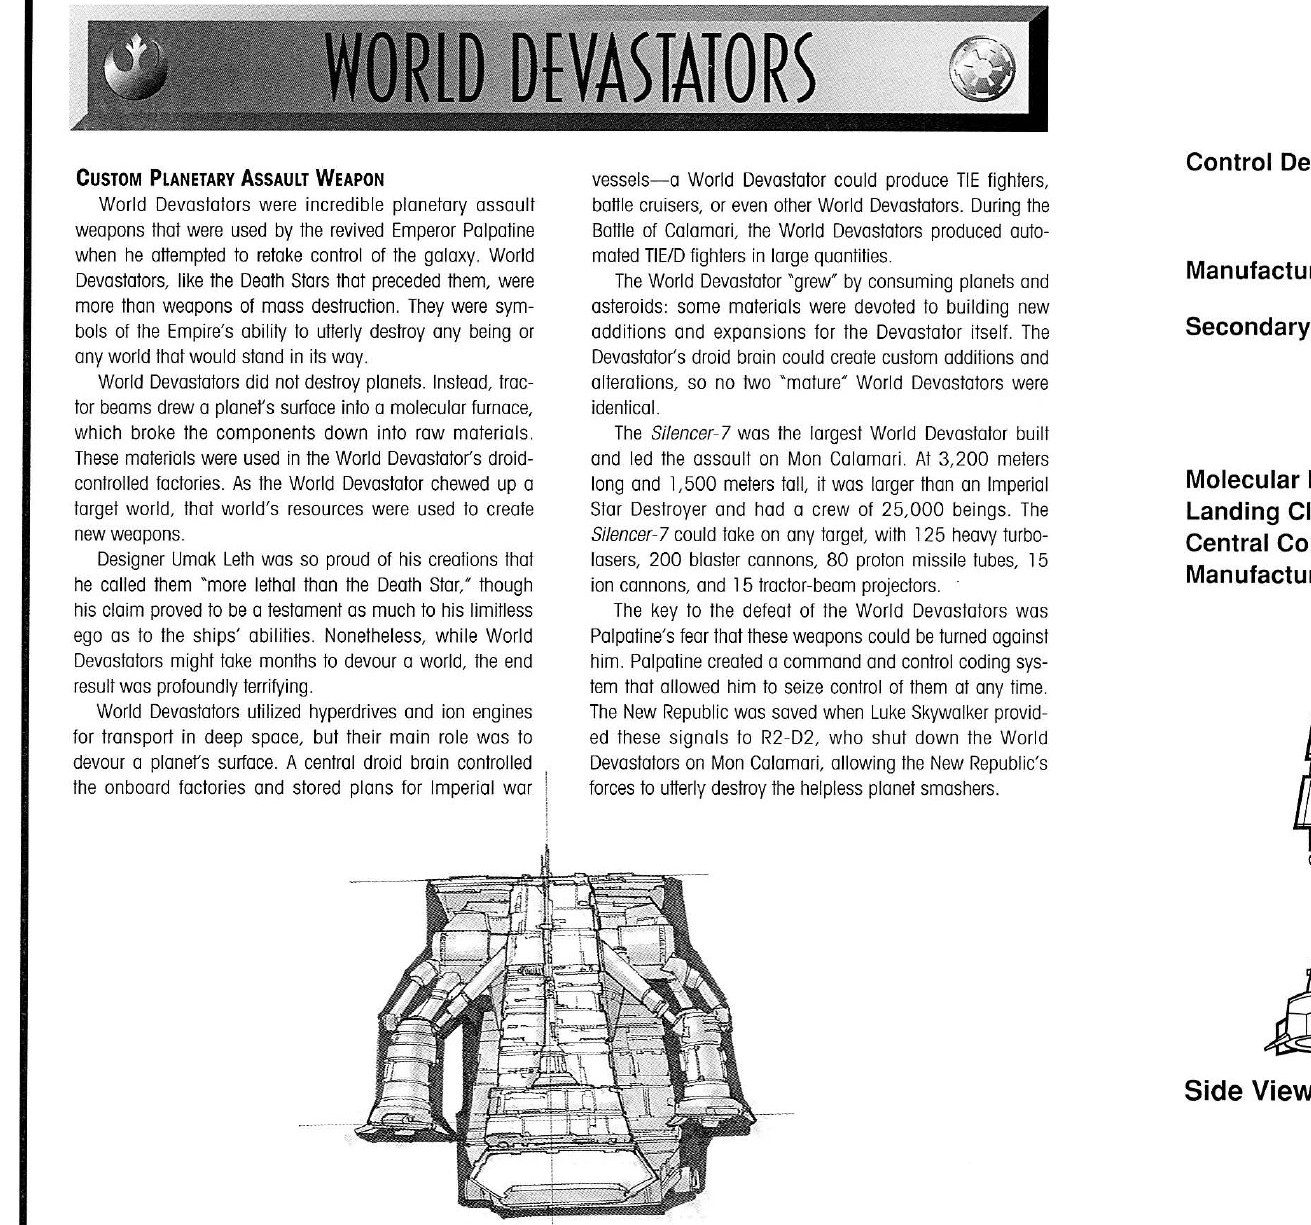 WORLD DEVASTATORS
CUSTOM PLANETARY ASSAULT WEAPON
World Devastators were incredible planetary assault
weapons that were used by the revived Emperor Palpatine
when he attempted to retake control of the galaxy. World
Devastators, like the Death Stars that preceded them, were
more than weapons of mass destruction. They were sym-
bols of the Empire's ability to utterly destroy any being or
any world that would stand in its way.
World Devastators did not destroy planets. Instead, trac-
tor beams drew a planet's surface into a molecular furnace,
which broke the components down into raw materials.
These materials were used in the World Devastator's droid-
controlled factories. As the World Devastator chewed up a
target world, that world's resources were used to create
new weapons.
Designer Umak Leth was so proud of his creations that
he called them "more lethal than the Death Star," though
his claim proved to be a testament as much to his limitless
ego as to the ships' abilities. Nonetheless, while World
Devastators might take months to devour a world, the end
result was profoundly terrifying.
World Devastators utilized hyperdrives and ion engines
for transport in deep space, but their main role was to
devour a planet's surface. A central droid brain controlled
the onboard factories and stored plans for Imperial war
vessels—a World Devastator could produce TIE fighters,
battle cruisers, or even other World Devastators. During the
Battle of Calamari, the World Devastators produced auto-
mated TIE/D fighters in large quantities.
The World Devastator "grew" by consuming planets and
asteroids: some materials were devoted to building new
additions and expansions for the Devastator itself. The
Devastator's droid brain could create custom additions and
alterations, so no two "mature" World Devastators were
identical.
The Silencer-7 was the largest World Devastator built
and led the assault on Mon Calamari. At 3,200 meters
long and 1,500 meters tall, it was larger than an Imperial
Star Destroyer and had a crew of 25,000 beings. The
Silencer-7 could take on any target, with 125 heavy turbo-
lasers, 200 blaster cannons, 80 proton missile tubes, 15
ion cannons, and 15 tractor-beam projectors.
The key to the defeat of the World Devastators was
Palpatine's fear that these weapons could be turned against
him. Palpatine created a command and control coding sys-
tem that allowed him to seize control of them at any time.
The New Republic was saved when Luke Skywalker provid-
ed these signals to R2-D2, who shut down the World
Devastators on Mon Calamari, allowing the New Republic's
forces to utterly destroy the helpless planet smashers.
Control De
Manufactu
Secondary
Molecular
Landing Cl
Central Co
Manufactu
Side View